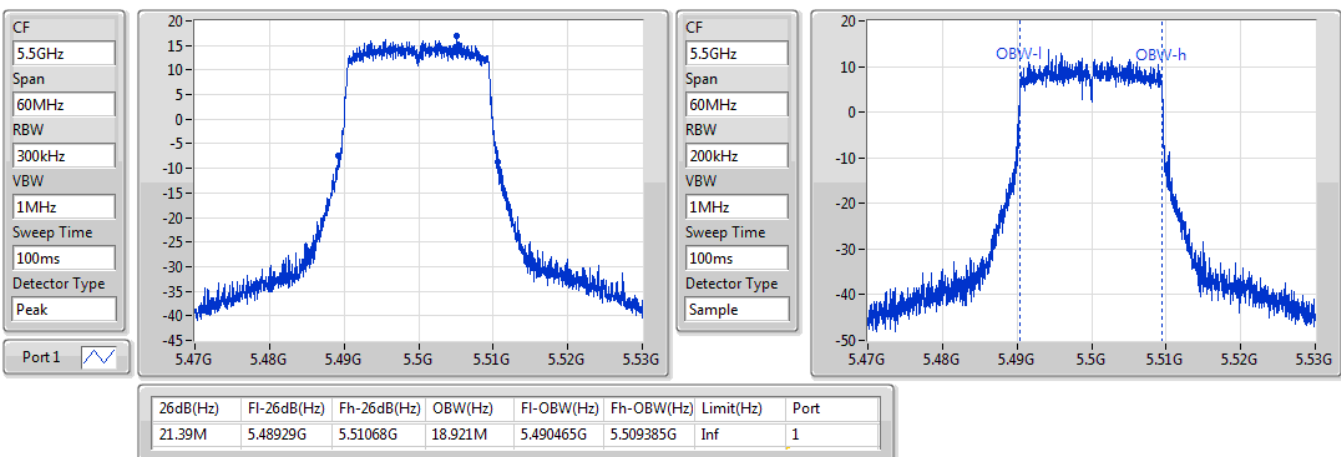 CF
5.5GHz
Span
60MHz
RBW
300kHz
VBW
1MHz
Sweep Time
100ms
Detector Type
Peak
Port 1
20
15
10
5
0
-5
-10
-15
-20
-25
-30
-35
-40
-45
5.47G 5.48G 5.49G 5.5G 5.51G 5.52G 5.53G
CF
5.5GHz
Span
60MHz
RBW
200kHz
VBW
1MHz
Sweep Time
100ms
Detector Type
Sample
OBW-l OBW-h
20
10
0
-10
-20
-30
-40
-50
5.47G 5.48G 5.49G 5.5G 5.51G 5.52G 5.53G
26dB(Hz) Fl-26dB(Hz) Fh-26dB(Hz) OBW(Hz) Fl-OBW(Hz) Fh-OBW(Hz) Limit(Hz) Port
21.39M 5.48929G 5.51068G 18.921M 5.490465G 5.509385G Inf 1